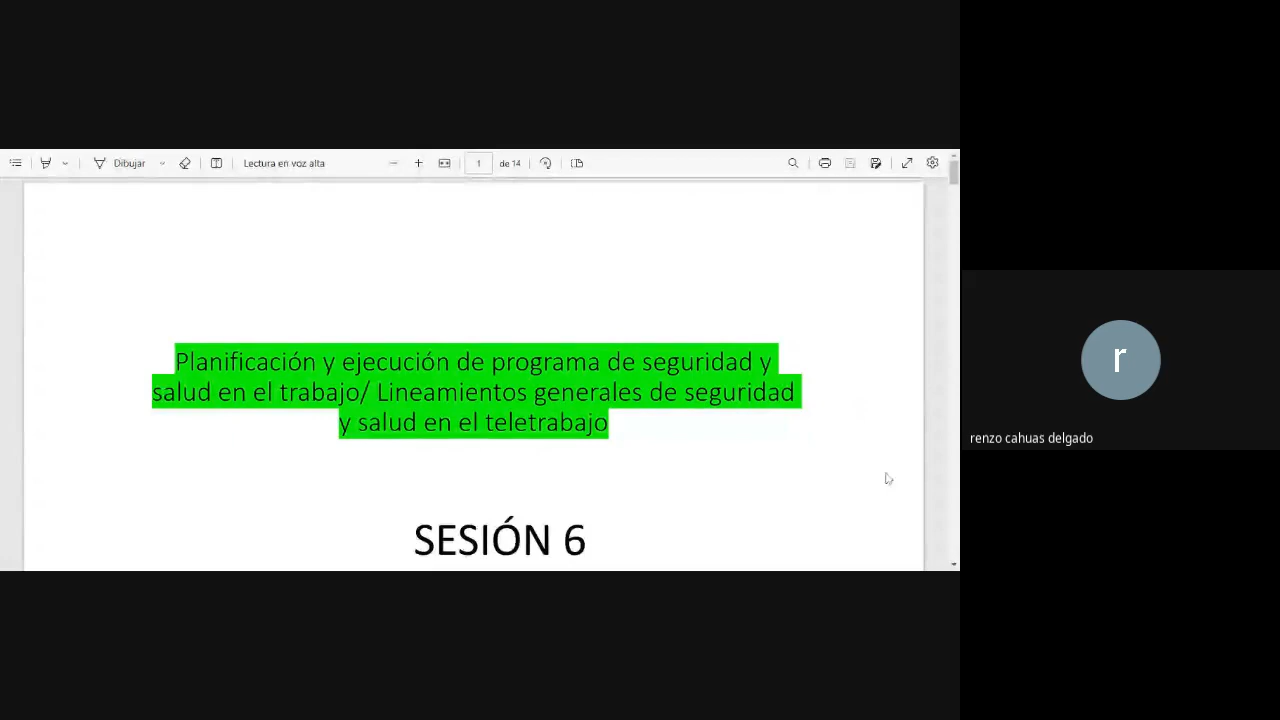 Dibujar
Lectura en voz alta
1
de 14
Planificación y ejecución de programa de seguridad y
salud en el trabajo/ Lineamientos generales de seguridad
y salud en el teletrabajo
SESIÓN 6
r
renzo cahuas delgado